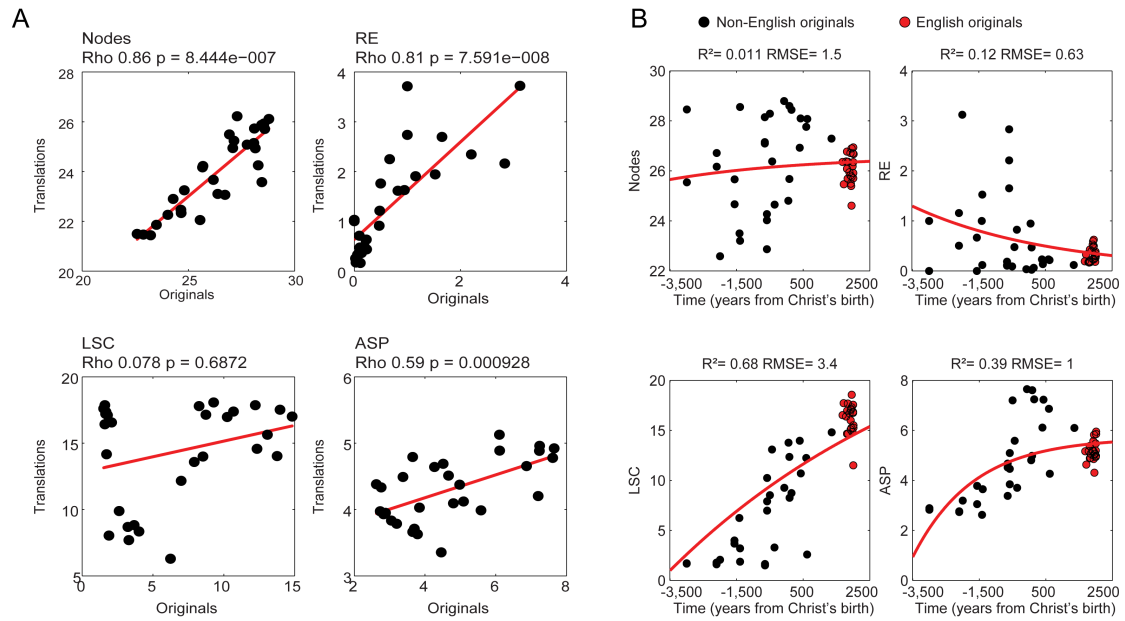 A
Nodes
Rho 0.86 p = 8.444e−007
28
26
24
22
20
20
25
30
Translations
Originals
RE
Rho 0.81 p = 7.591e−008
4
3
2
1
0
0
2
4
Translations
Originals
LSC
Rho 0.078 p = 0.6872
20
15
10
5
0
5
10
15
Translations
Originals
ASP
Rho 0.59 p = 0.000928
6
5
4
3
2
4
6
8
Translations
Originals
B
Non-English originals
English originals
R²= 0.011 RMSE= 1.5
30
28
26
24
22
-3,500
-1,500
500
2500
Nodes
Time (years from Christ's birth)
R²= 0.12 RMSE= 0.63
4
3
2
1
0
-3,500
-1,500
500
2500
RE
Time (years from Christ's birth)
R²= 0.68 RMSE= 3.4
20
15
10
5
0
-3,500
-1,500
500
2500
LSC
Time (years from Christ's birth)
R²= 0.39 RMSE= 1
8
6
4
2
0
-3,500
-1,500
500
2500
ASP
Time (years from Christ's birth)